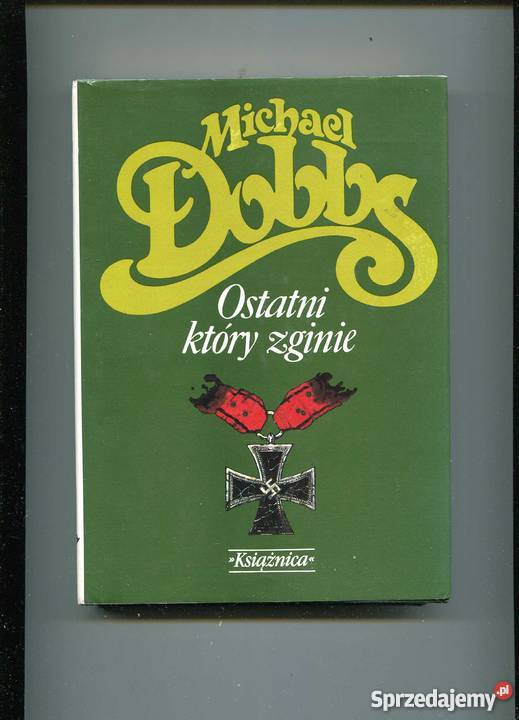 Michael
Dobbs
Ostatni
który zginie
»Książnica«
Sprzedajemy.pl